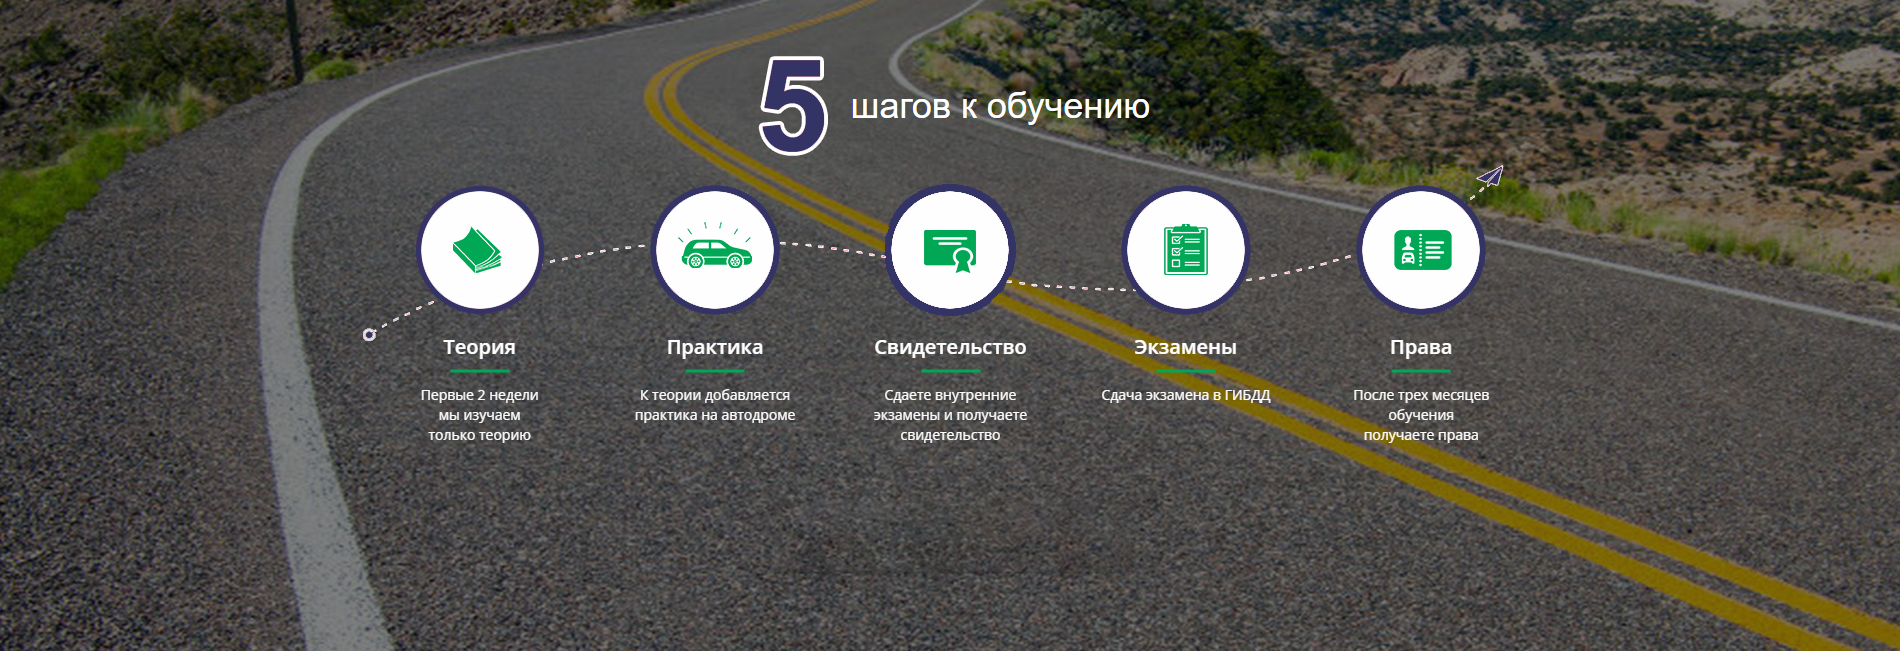 5 шагов к обучению
Теория
Первые 2 недели
мы изучаем
только теорию
Практика
К теории добавляется
практика на автодроме
Свидетельство
Сдаете внутренние
экзамены и получаете
свидетельство
Экзамены
Сдача экзамена в ГИБДД
Права
После трех месяцев
обучения
получаете права